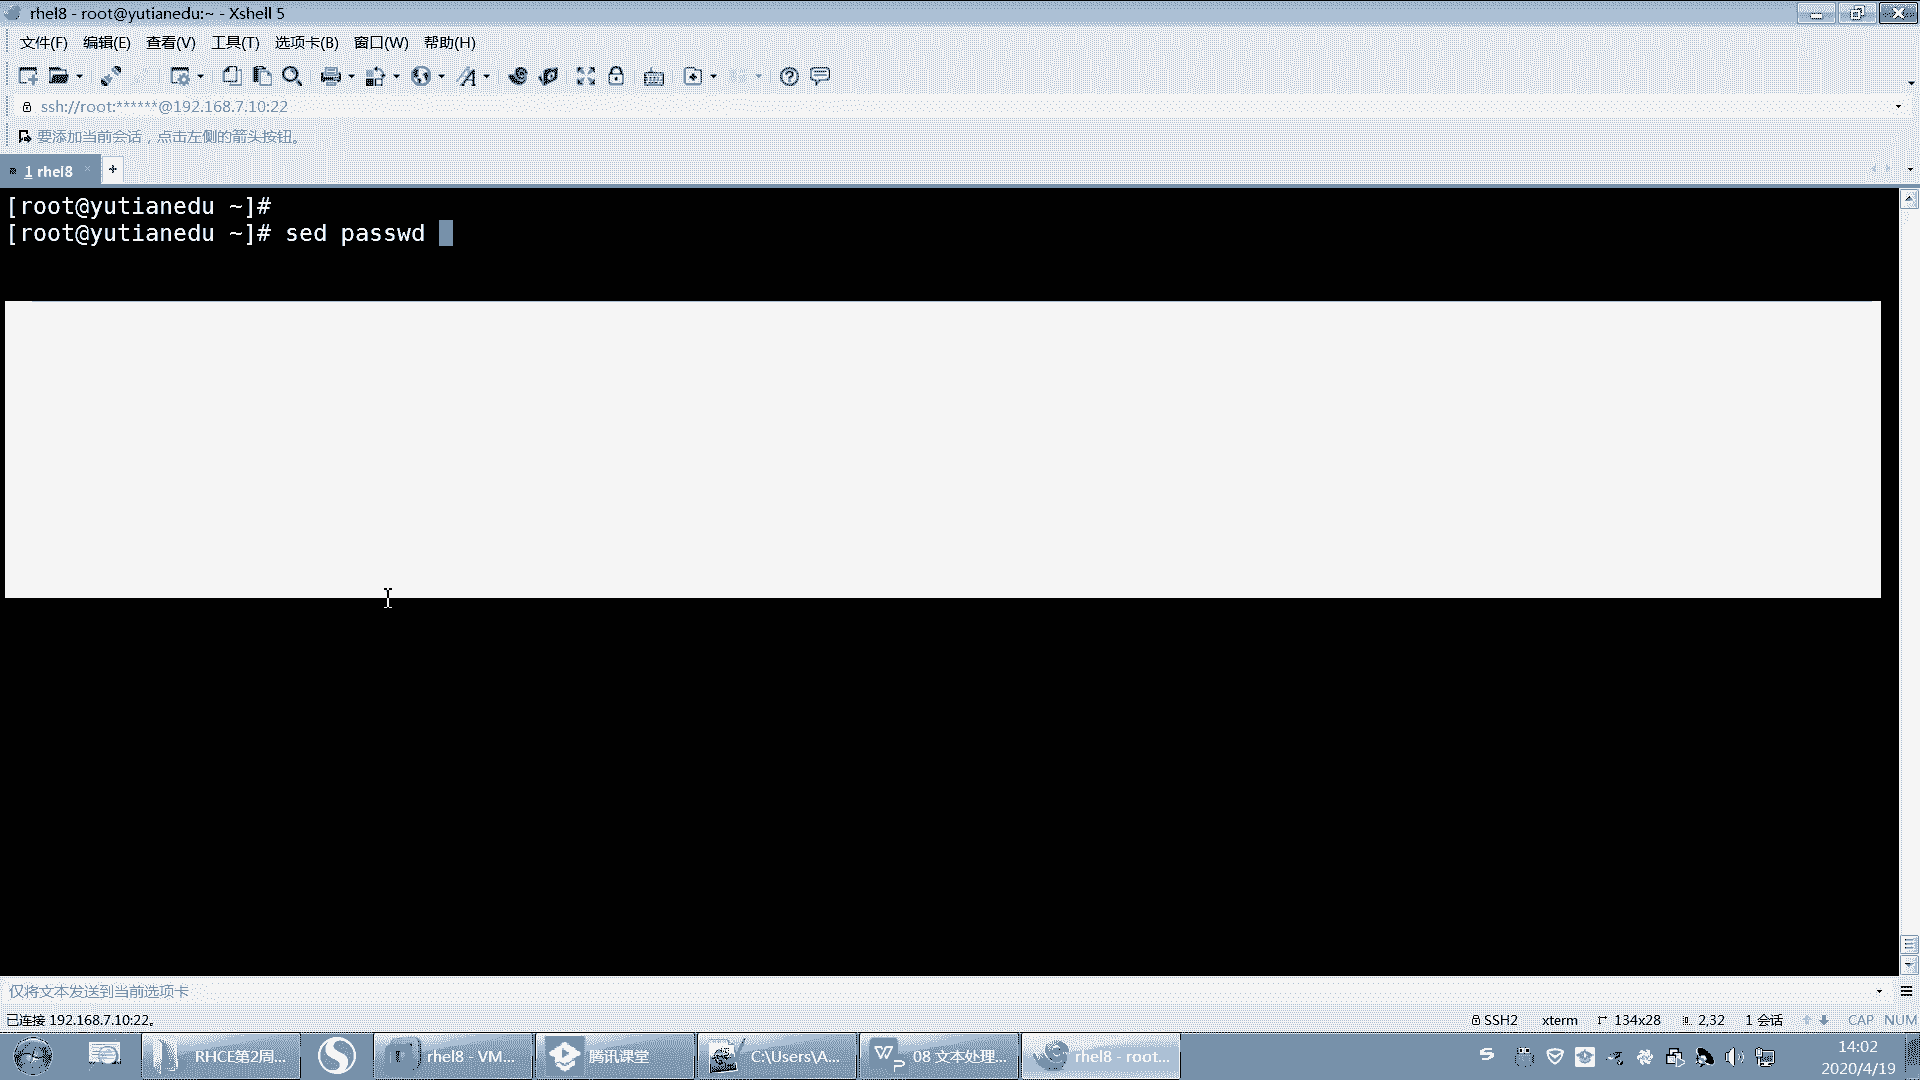 rhel8 - root@yutianedu:~ - Xshell 5
文件(F) 编辑(E) 查看(V) 工具(T) 选项卡(B) 窗口(W) 帮助(H)
ssh://root:******@192.168.7.10:22
要添加当前会话，点击左侧的箭头按钮。
1 rhel8
[root@yutianedu ~]#
[root@yutianedu ~]# sed passwd
仅将文本发送到当前选项卡
已连接 192.168.7.10:22。 SSH2 xterm 134x28 2,32 1 会话 CAP NUM
RHCE第2周... rhel8 - VM... 腾讯课堂 C:\Users\A... 08 文本处理... rhel8 - root... 14:02
2020/4/19